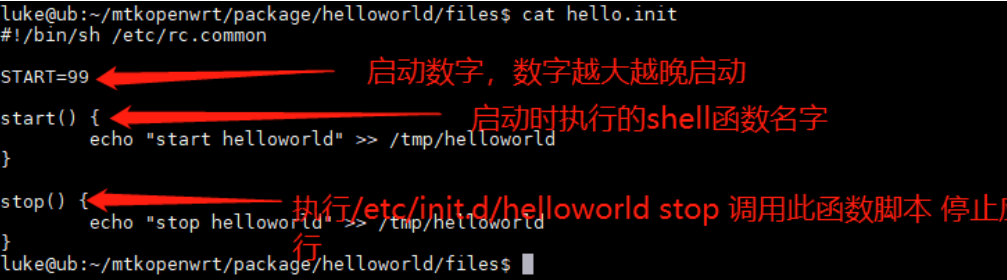 luke@ub:~/mtkopenwrt/package/helloworld/files$ cat hello.init
#!/bin/sh /etc/rc.common
START=99
启动数字，数字越大越晚启动
start() {
启动时执行的shell函数名字
echo "start helloworld" >> /tmp/helloworld
}
stop() {
执行/etc/init.d/helloworld stop 调用此函数脚本 停止
行
echo "stop helloworld" >> /tmp/helloworld
}
luke@ub:~/mtkopenwrt/package/helloworld/files$